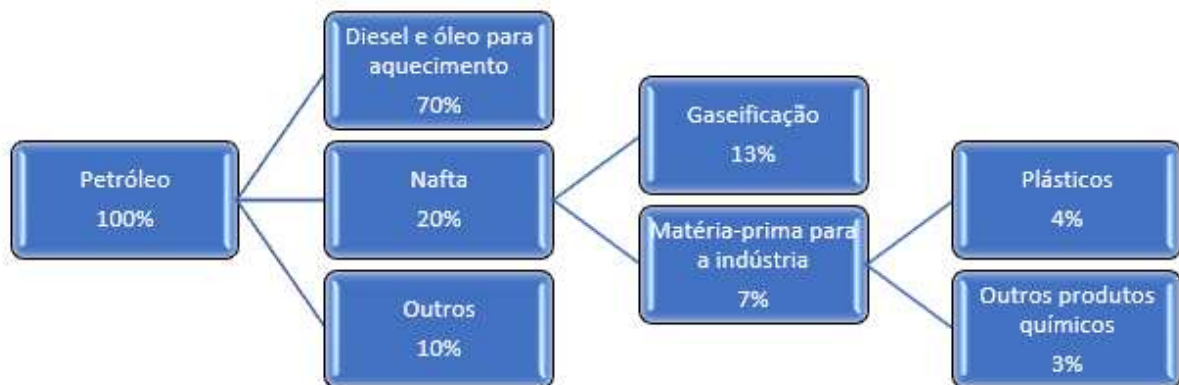 Petróleo
100%
Diesel e óleo para
aquecimento
70%
Nafta
20%
Outros
10%
Gaseificação
13%
Matéria-prima para
a indústria
7%
Plásticos
4%
Outros produtos
químicos
3%